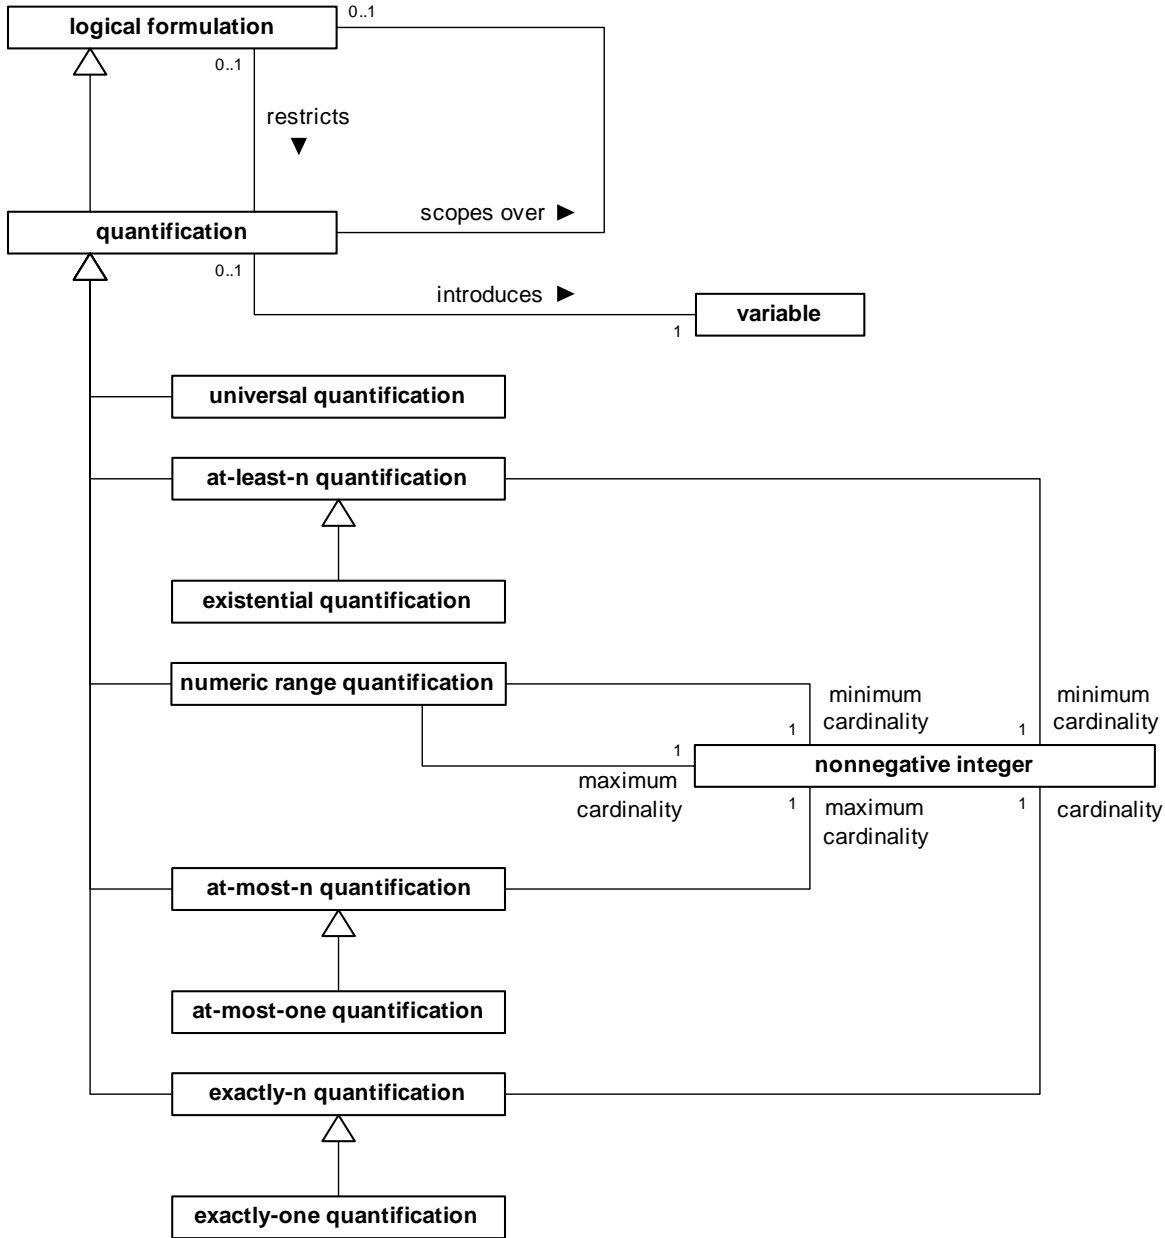 logical formulation
0..1
0..1
restricts
▼
scopes over ►
quantification
0..1
introduces ►
variable
1
universal quantification
at-least-n quantification
existential quantification
numeric range quantification
minimum
cardinality
minimum
cardinality
1
1
1
nonnegative integer
maximum
cardinality
1
maximum
cardinality
1
cardinality
at-most-n quantification
at-most-one quantification
exactly-n quantification
exactly-one quantification